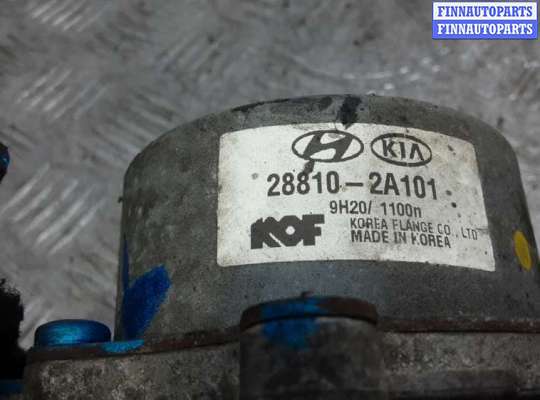 FINNAUTOPARTS
FINNAUTOPARTS
KIA
28810-2A101
9H20/ 1100n
KOF KOREA FLANGE CO., LTD
MADE IN KOREA